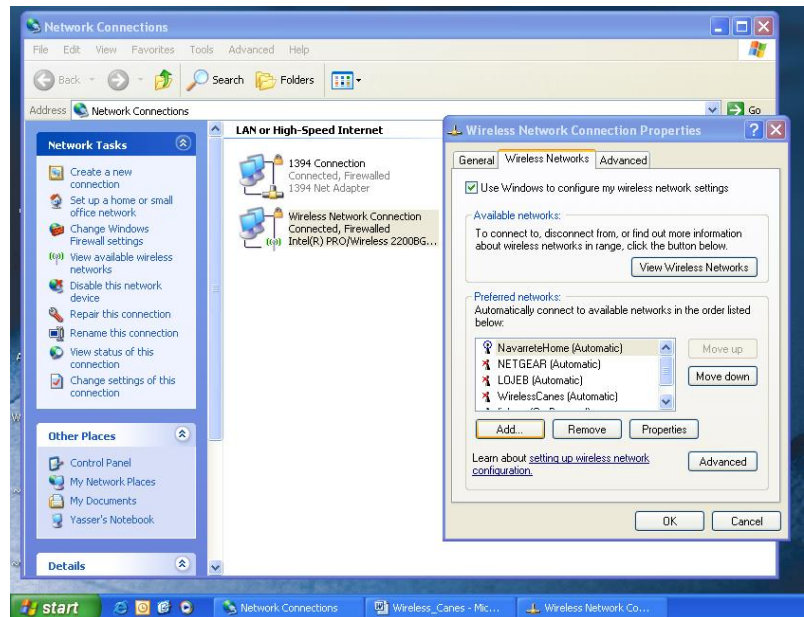 Network Connections
File Edit View Favorites Tools Advanced Help
Back Search Folders
Address Network Connections Go
Network Tasks
Create a new
connection
Set up a home or small
office network
Change Windows
Firewall settings
View available wireless
networks
Disable this network
device
Repair this connection
Rename this connection
View status of this
connection
Change settings of this
connection
Other Places
Control Panel
My Network Places
My Documents
Yasser's Notebook
Details
LAN or High-Speed Inter
1394 Connection
Connected, Firewalled
1394 Net Adapter
Wireless Network Connection
Connected, Firewalled
Intel(R) PRO/Wireless 2200BG...
Wireless Network Connection Properties
General Wireless Networks Advanced
Use Windows to configure my wireless network settings
Available networks:
To connect to, disconnect from, or find out more information
about wireless networks in range, click the button below.
View Wireless Networks
Preferred networks:
Automatically connect to available networks in the order listed
below:
NavarreteHome (Automatic)
NETGEAR (Automatic)
LOJEB (Automatic)
WirelessCanes (Automatic)
Move up
Move down
Add... Remove Properties
Learn about setting up wireless network
configuration.
Advanced
OK Cancel
start Network Connections Wireless_Canes - Mic... Wireless Network Co...